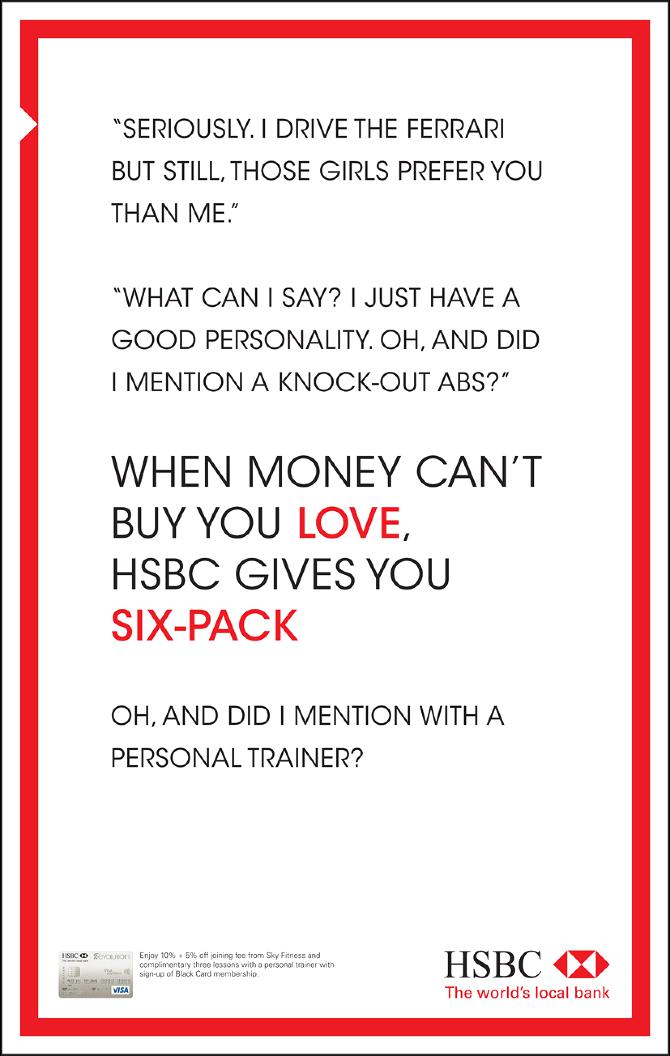 “SERIOUSLY. I DRIVE THE FERRARI
BUT STILL, THOSE GIRLS PREFER YOU
THAN ME.”
“WHAT CAN I SAY? I JUST HAVE A
GOOD PERSONALITY. OH, AND DID
I MENTION A KNOCK-OUT ABS?”
WHEN MONEY CAN’T
BUY YOU LOVE,
HSBC GIVES YOU
SIX-PACK
OH, AND DID I MENTION WITH A
PERSONAL TRAINER?
HSBC
VISA
Enjoy 10% + 5% off joining fee from Sky Fitness and
complimentary three lessons with a personal trainer with
sign-up of Black Card membership.
HSBC
The world's local bank